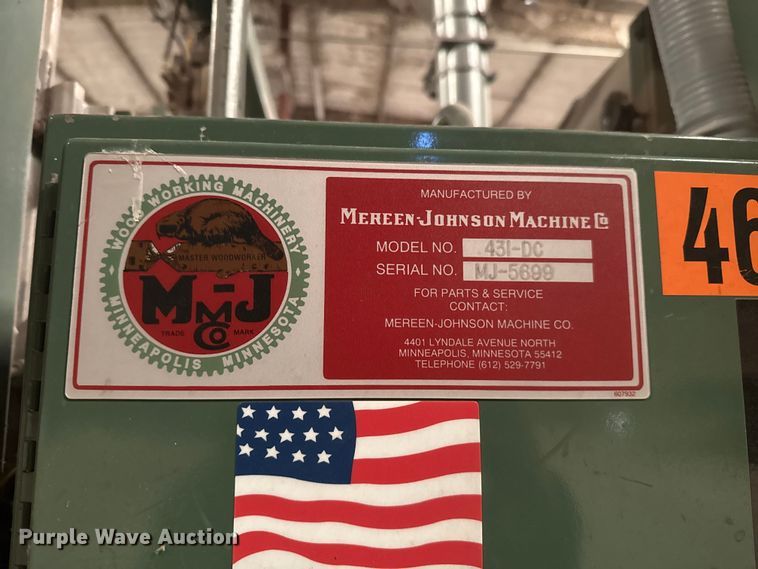 WOOD WORKING MACHINERY
MASTER WOODWORKER
M-J
M
CO
TRADE MARK
MINNEAPOLIS MINNESOTA
MANUFACTURED BY
MEREEN-JOHNSON MACHINE CO
MODEL NO. 431-DC
SERIAL NO. MJ-5699
FOR PARTS & SERVICE
CONTACT:
MEREEN-JOHNSON MACHINE CO.
4401 LYNDALE AVENUE NORTH
MINNEAPOLIS, MINNESOTA 55412
TELEPHONE (612) 529-7791
607932
46
Purple Wave Auction